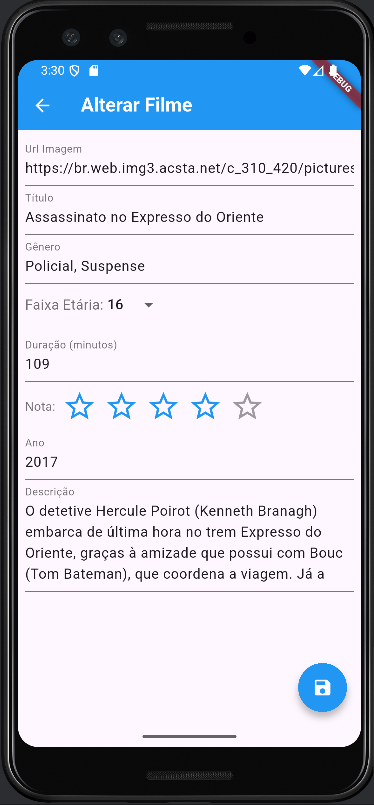 3:30
DEBUG
Alterar Filme
Url Imagem
https://br.web.img3.acsta.net/c_310_420/pictures
Título
Assassinato no Expresso do Oriente
Gênero
Policial, Suspense
Faixa Etária: 16
Duração (minutos)
109
Nota:
Ano
2017
Descrição
O detetive Hercule Poirot (Kenneth Branagh)
embarca de última hora no trem Expresso do
Oriente, graças à amizade que possui com Bouc
(Tom Bateman), que coordena a viagem. Já a